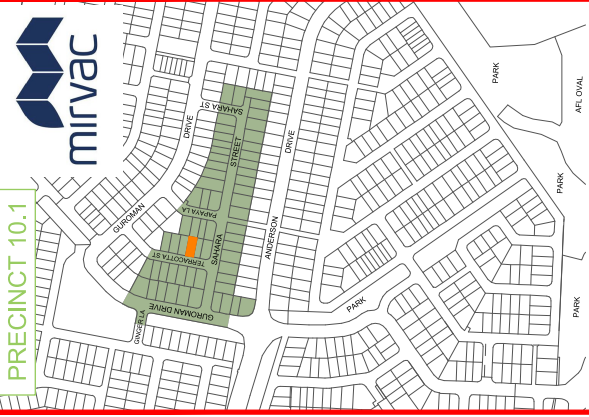 mirvac
PRECINCT 10.1
SAHARA ST
STREET
DRIVE
DRIVE
PARK
AFL OVAL
PARK
PAPAYA LA
GUROMAN
ANDERSON
SAHARA
TERRACOTTA ST
GUROMAN DRIVE
GINGER LA
PARK
PARK